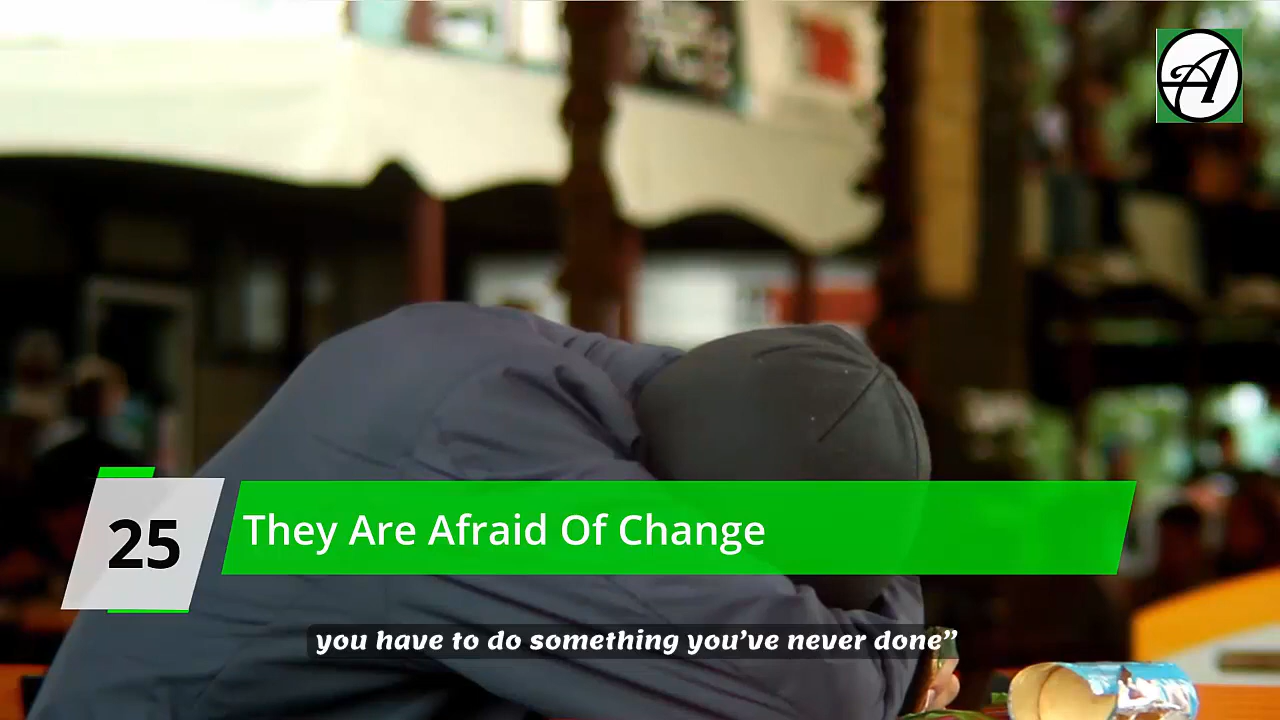 A
25
They Are Afraid Of Change
you have to do something you've never done”